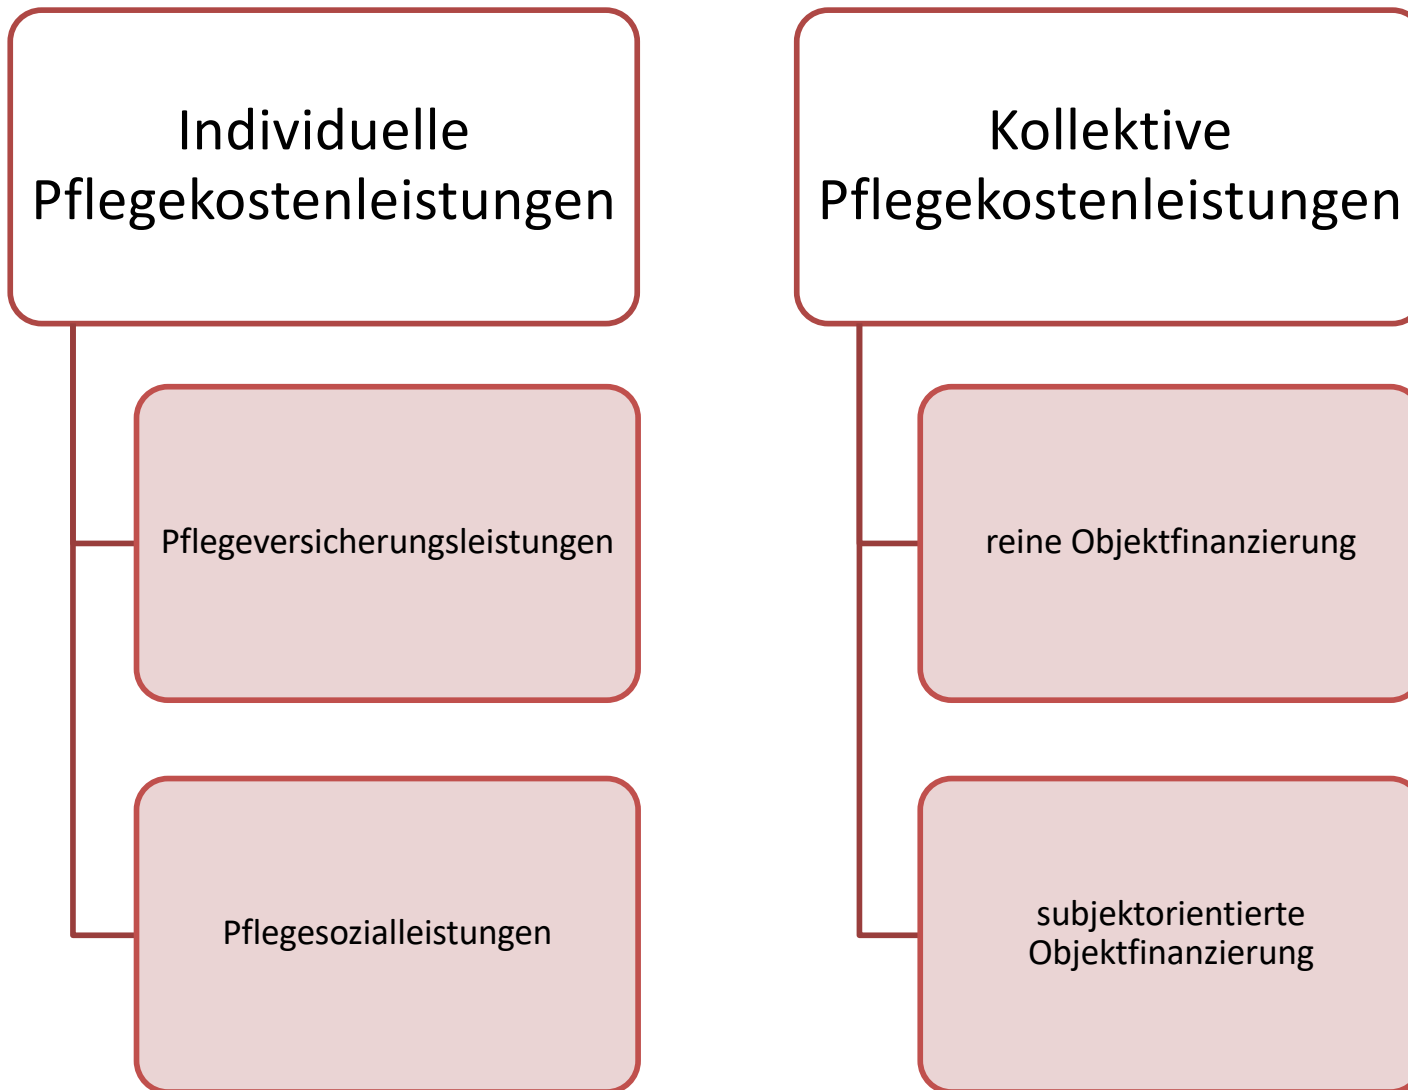 Individuelle
Pflegekostenleistungen
Pflegeversicherungsleistungen
Pflegesozialleistungen
Kollektive
Pflegekostenleistungen
reine Objektfinanzierung
subjektorientierte
Objektfinanzierung